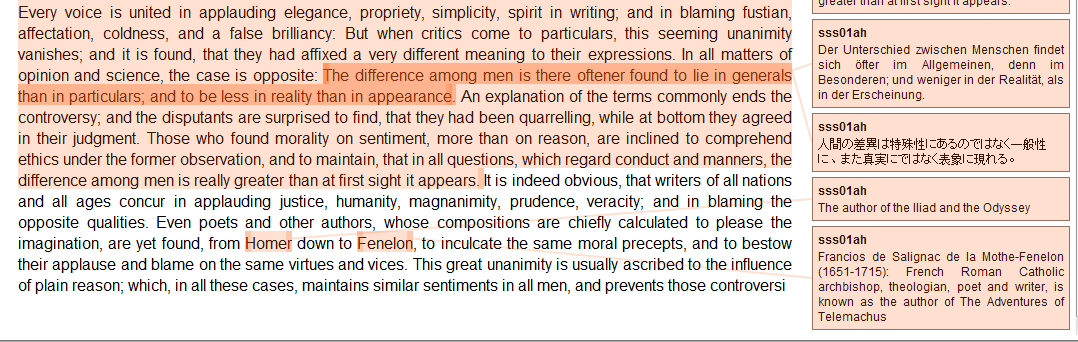 Every voice is united in applauding elegance, propriety, simplicity, spirit in writing; and in blaming fustian,
affectation, coldness, and a false brilliancy: But when critics come to particulars, this seeming unanimity
vanishes; and it is found, that they had affixed a very different meaning to their expressions. In all matters of
opinion and science, the case is opposite: The difference among men is there oftener found to lie in generals
than in particulars; and to be less in reality than in appearance. An explanation of the terms commonly ends the
controversy; and the disputants are surprised to find, that they had been quarrelling, while at bottom they agreed
in their judgment. Those who found morality on sentiment, more than on reason, are inclined to comprehend
ethics under the former observation, and to maintain, that in all questions, which regard conduct and manners, the
difference among men is really greater than at first sight it appears. It is indeed obvious, that writers of all nations
and all ages concur in applauding justice, humanity, magnanimity, prudence, veracity; and in blaming the
opposite qualities. Even poets and other authors, whose compositions are chiefly calculated to please the
imagination, are yet found, from Homer down to Fenelon, to inculcate the same moral precepts, and to bestow
their applause and blame on the same virtues and vices. This great unanimity is usually ascribed to the influence
of plain reason; which, in all these cases, maintains similar sentiments in all men, and prevents those controversi
greater than at first sight it appears.
sss01ah
Der Unterschied zwischen Menschen findet
sich öfter im Allgemeinen, denn im
Besonderen; und weniger in der Realität, als
in der Erscheinung.
sss01ah
人間の差異は特殊性にあるのではなく一般性
に、また真実にではなく表象に現れる。
sss01ah
The author of the Iliad and the Odyssey
sss01ah
Francios de Salignac de la Mothe-Fenelon
(1651-1715): French Roman Catholic
archbishop, theologian, poet and writer, is
known as the author of The Adventures of
Telemachus